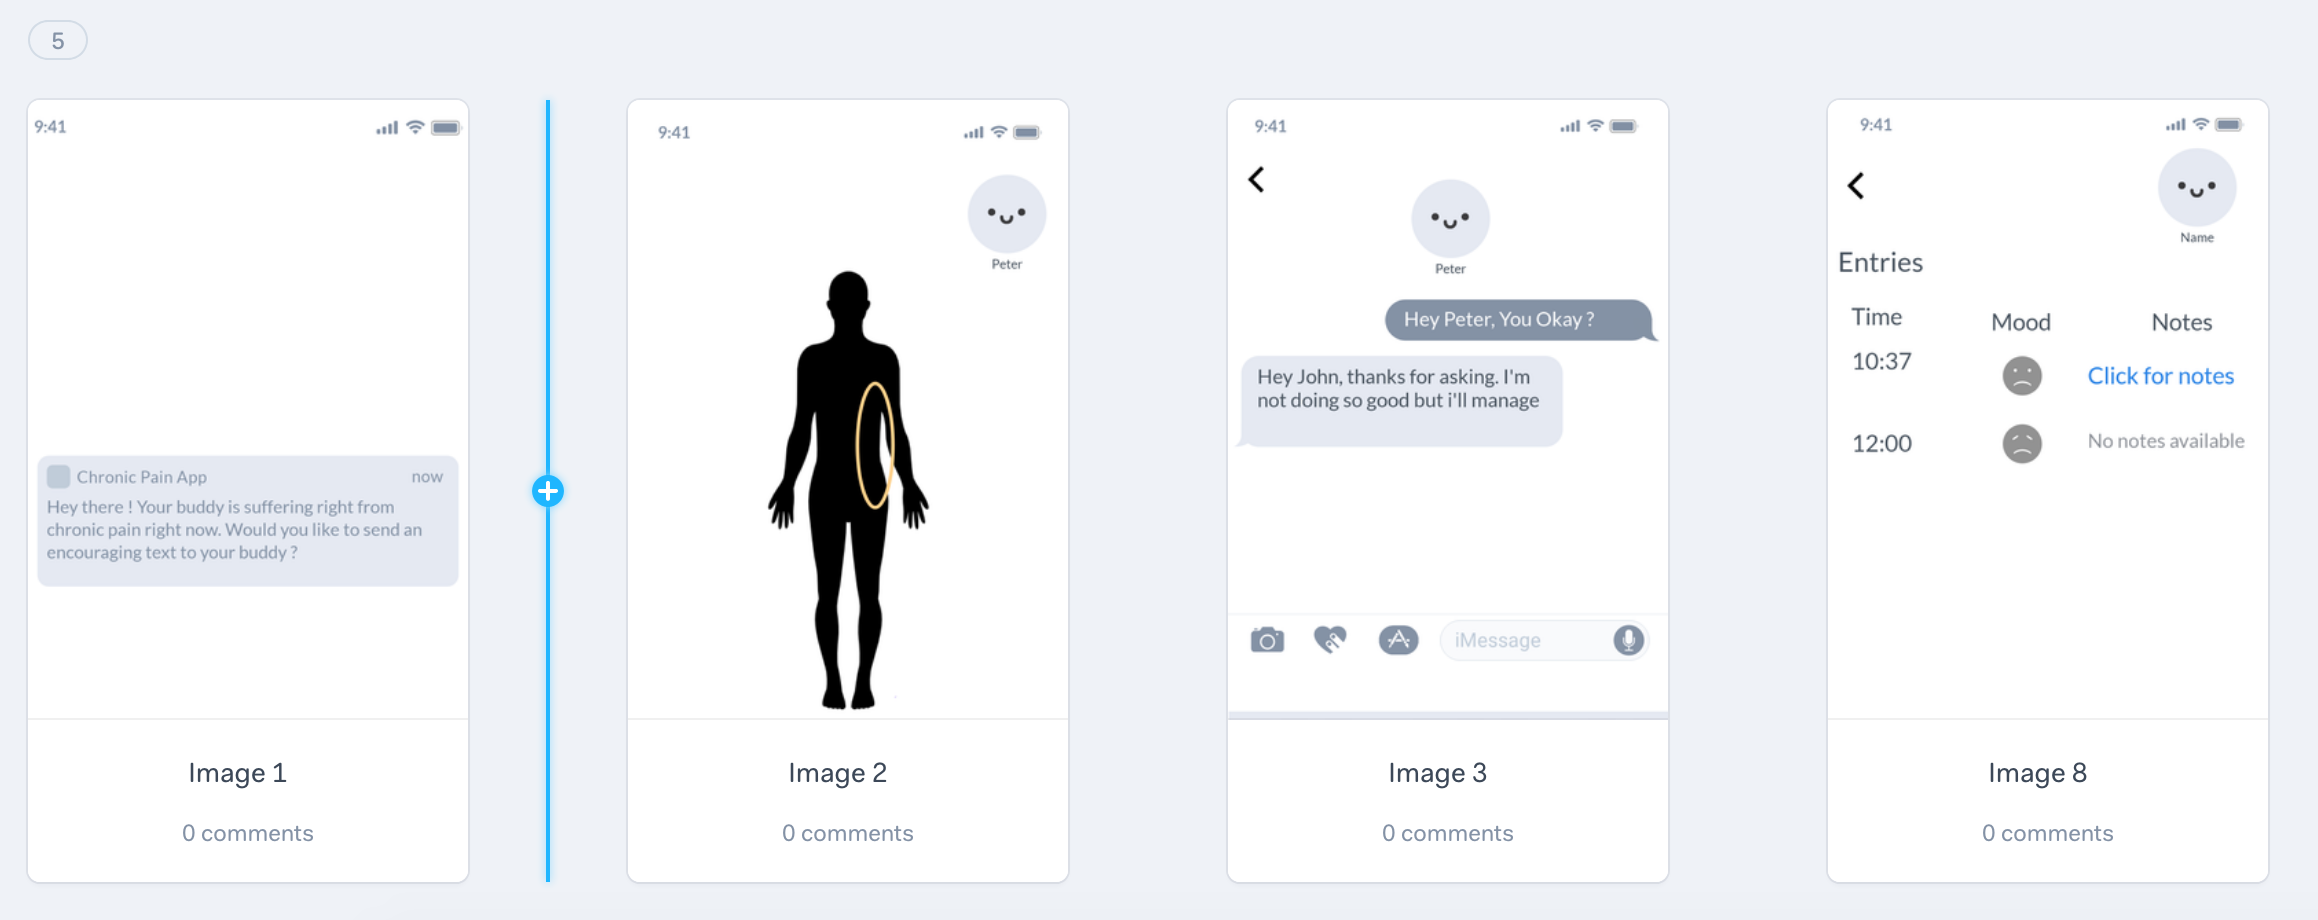 5
9:41
Chronic Pain App now
Hey there ! Your buddy is suffering right from
chronic pain right now. Would you like to send an
encouraging text to your buddy ?
Image 1
0 comments
9:41
Peter
Image 2
0 comments
9:41
Peter
Hey Peter, You Okay ?
Hey John, thanks for asking. I'm
not doing so good but i'll manage
iMessage
Image 3
0 comments
9:41
Name
Entries
Time Mood Notes
10:37 Click for notes
12:00 No notes available
Image 8
0 comments